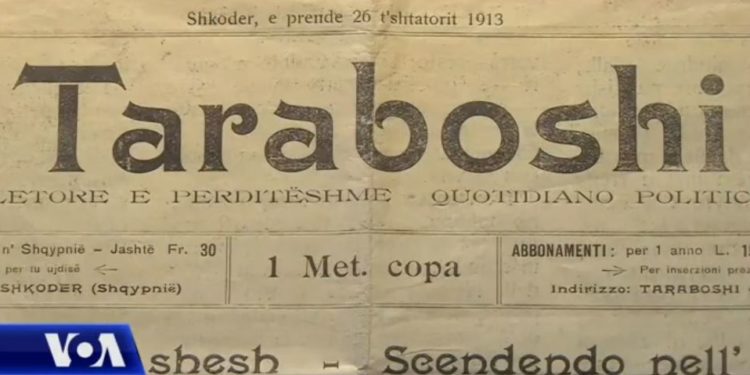 Shkoder, e prende 26 t'shtatorit 1913
Taraboshi
LETORE E PERDITËSHME - QUOTIDIANO POLITIC
n' Shqypnië - Jashtë Fr. 30
per tu ujdisë
SHKODER (Shqypnië)
1 Met. copa
ABBONAMENTI: per 1 anno L.
Per inserzioni
Indirizzo: TARABOSHI
shesh - Scendendo nell'
VOA